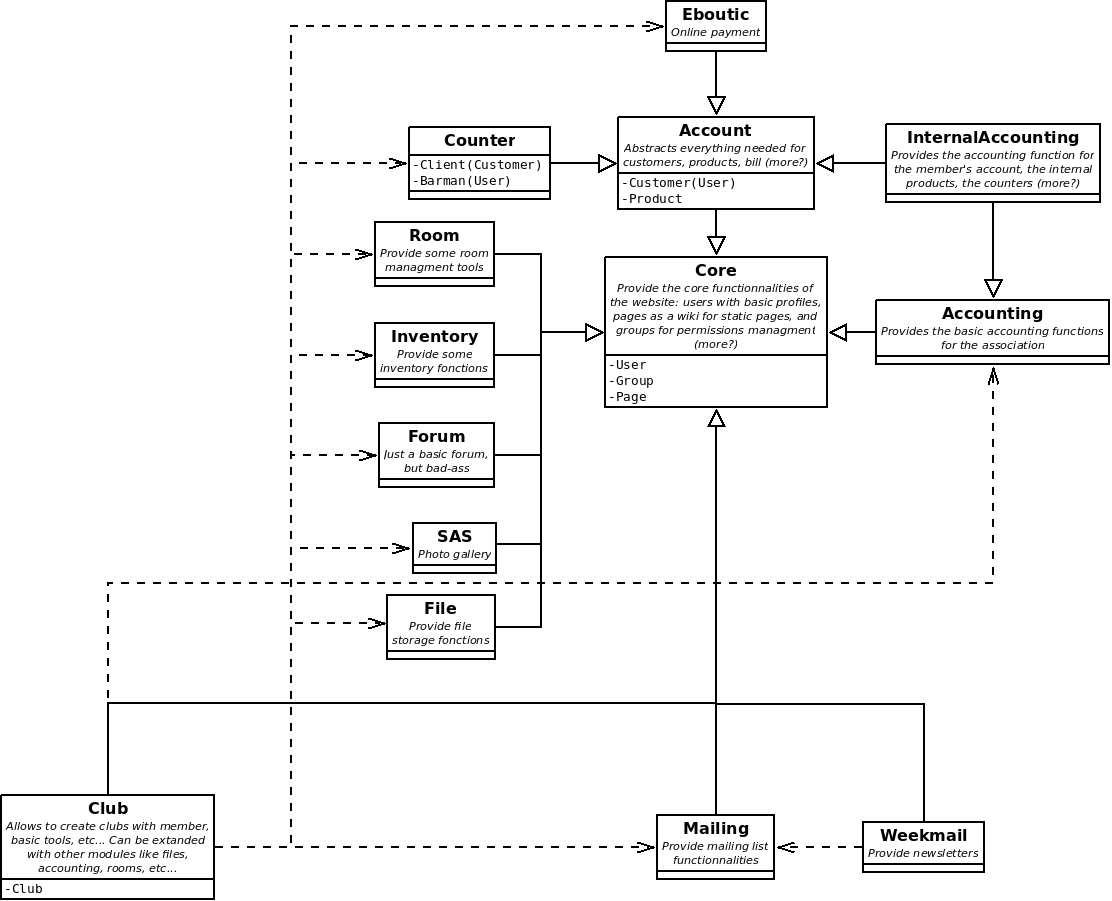 Eboutic
Online payment
Counter
-Client(Customer)
-Barman(User)
Account
Abstracts everything needed for
customers, products, bill (more?)
-Customer(User)
-Product
InternalAccounting
Provides the accounting function for
the member's account, the internal
products, the counters (more?)
Room
Provide some room
managment tools
Core
Provide the core functionnalities of
the website: users with basic profiles,
pages as a wiki for static pages, and
groups for permissions managment
(more?)
-User
-Group
-Page
Accounting
Provides the basic accounting functions
for the association
Inventory
Provide some
inventory fonctions
Forum
Just a basic forum,
but bad-ass
SAS
Photo gallery
File
Provide file
storage fonctions
Club
Allows to create clubs with member,
basic tools, etc... Can be extanded
with other modules like files,
accounting, rooms, etc...
-Club
Mailing
Provide mailing list
functionnalities
Weekmail
Provide newsletters